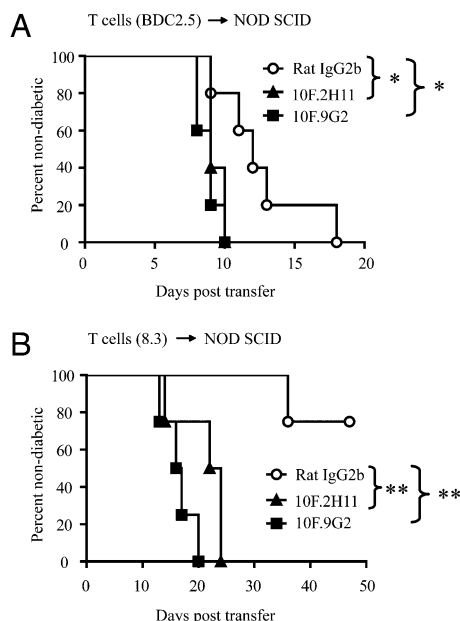 A
T cells (BDC2.5) → NOD SCID
Percent non-diabetic
100
80
60
40
20
0
Rat IgG2b
10F.2H11
10F.9G2
*
*
0 5 10 15 20
Days post transfer
B
T cells (8.3) → NOD SCID
Percent non-diabetic
100
80
60
40
20
0
Rat IgG2b
10F.2H11
10F.9G2
**
**
0 10 20 30 40 50
Days post transfer